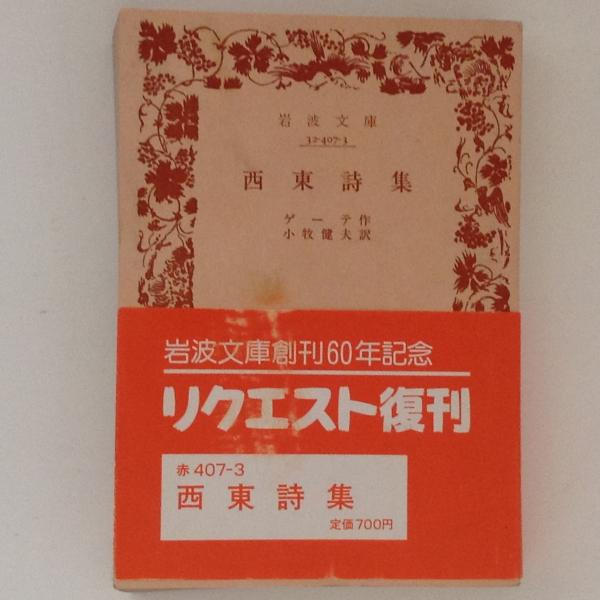 岩波文庫
32-407-3
西東詩集
ゲーテ作
小牧健夫訳
岩波文庫創刊60年記念
リクエスト復刊
赤 407-3
西東詩集
定価700円